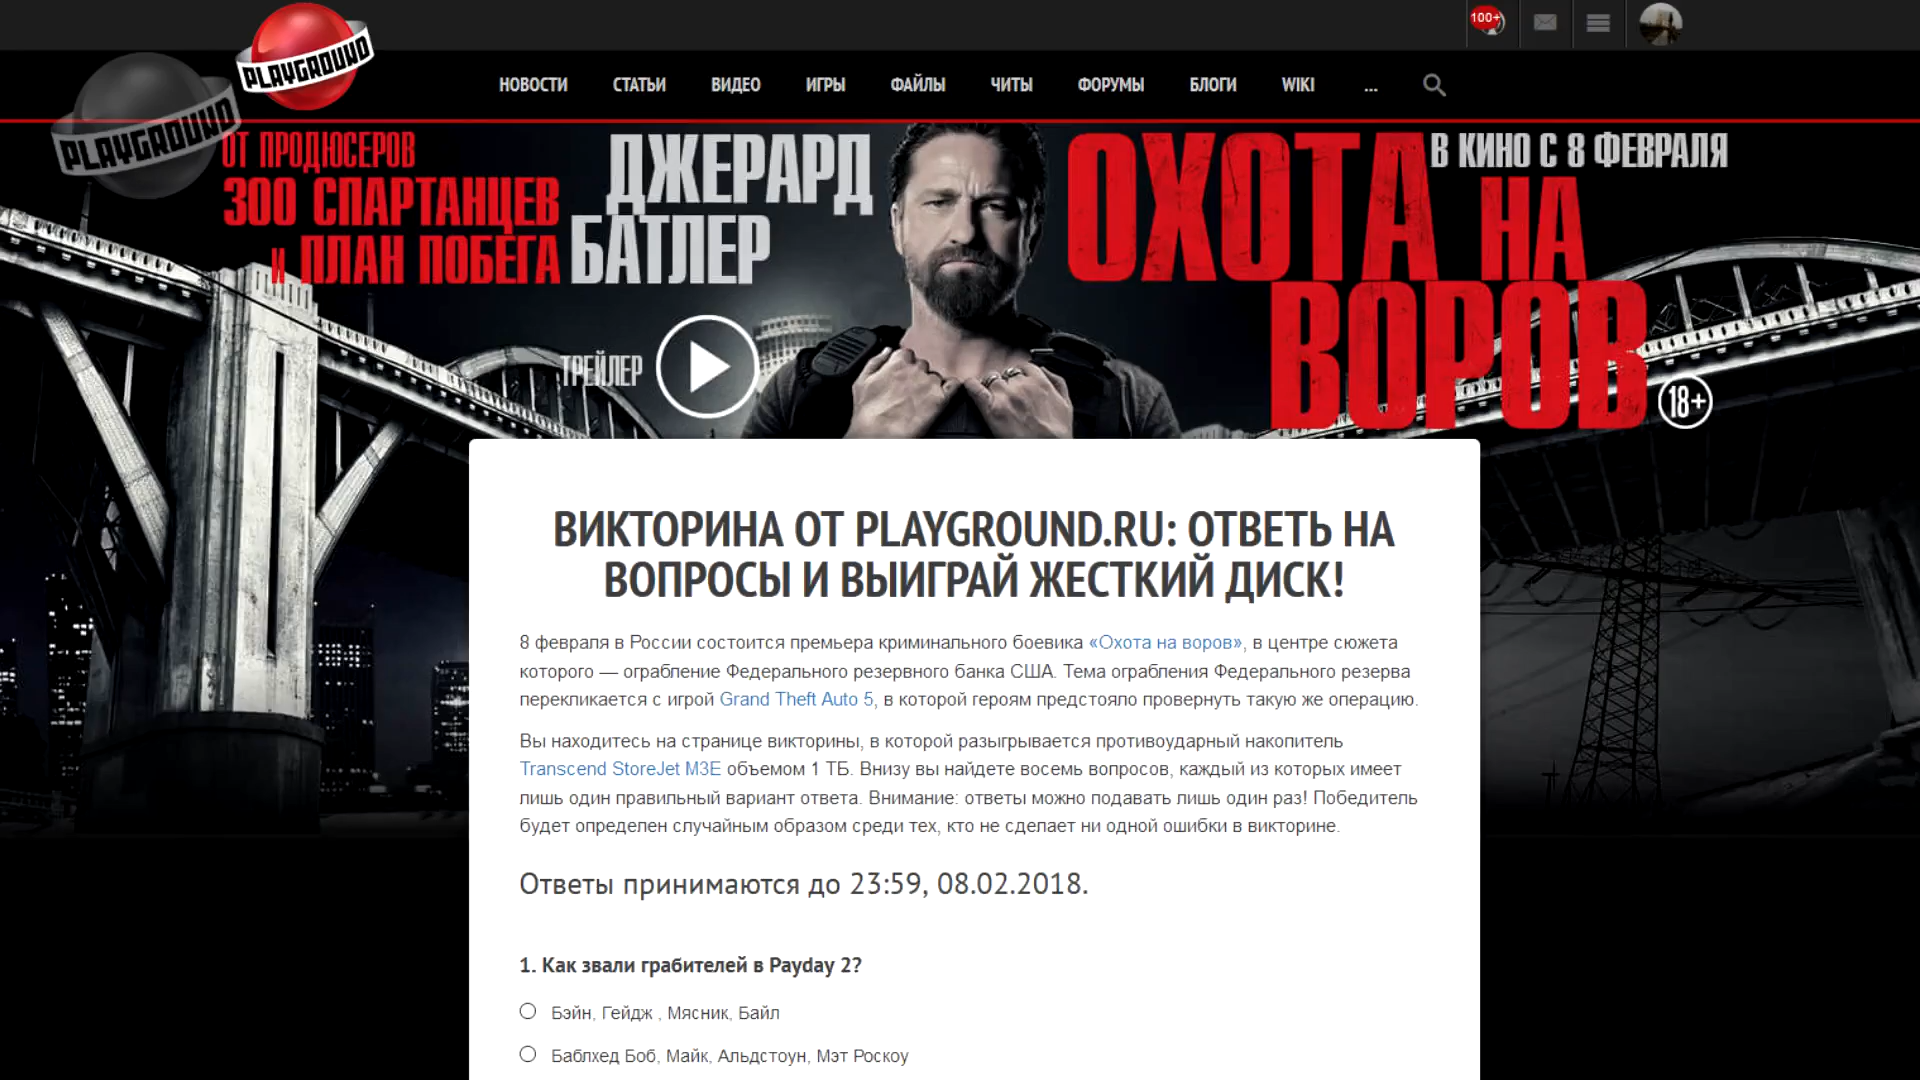 100+
PLAYGROUND
PLAYGROUND
НОВОСТИ СТАТЬИ ВИДЕО ИГРЫ ФАЙЛЫ ЧИТЫ ФОРУМЫ БЛОГИ WIKI ...
ОТ ПРОДЮСЕРОВ
300 СПАРТАНЦЕВ
и ПЛАН ПОБЕГА
ДЖЕРАРД
БАТЛЕР
ТРЕЙЛЕР
В КИНО С 8 ФЕВРАЛЯ
ОХОТА
НА
ВОРОВ
18+
ВИКТОРИНА ОТ PLAYGROUND.RU: ОТВЕТЬ НА
ВОПРОСЫ И ВЫИГРАЙ ЖЕСТКИЙ ДИСК!
8 февраля в России состоится премьера криминального боевика «Охота на воров», в центре сюжета
которого — ограбление Федерального резервного банка США. Тема ограбления Федерального резерва
перекликается с игрой Grand Theft Auto 5, в которой героям предстояло провернуть такую же операцию.
Вы находитесь на странице викторины, в которой разыгрывается противоударный накопитель
Transcend StoreJet M3E объемом 1 ТБ. Внизу вы найдете восемь вопросов, каждый из которых имеет
лишь один правильный вариант ответа. Внимание: ответы можно подавать лишь один раз! Победитель
будет определен случайным образом среди тех, кто не сделает ни одной ошибки в викторине.
Ответы принимаются до 23:59, 08.02.2018.
1. Как звали грабителей в Payday 2?
Бэйн, Гейдж , Мясник, Байл
Баблхед Боб, Майк, Альдстоун, Мэт Роскоу